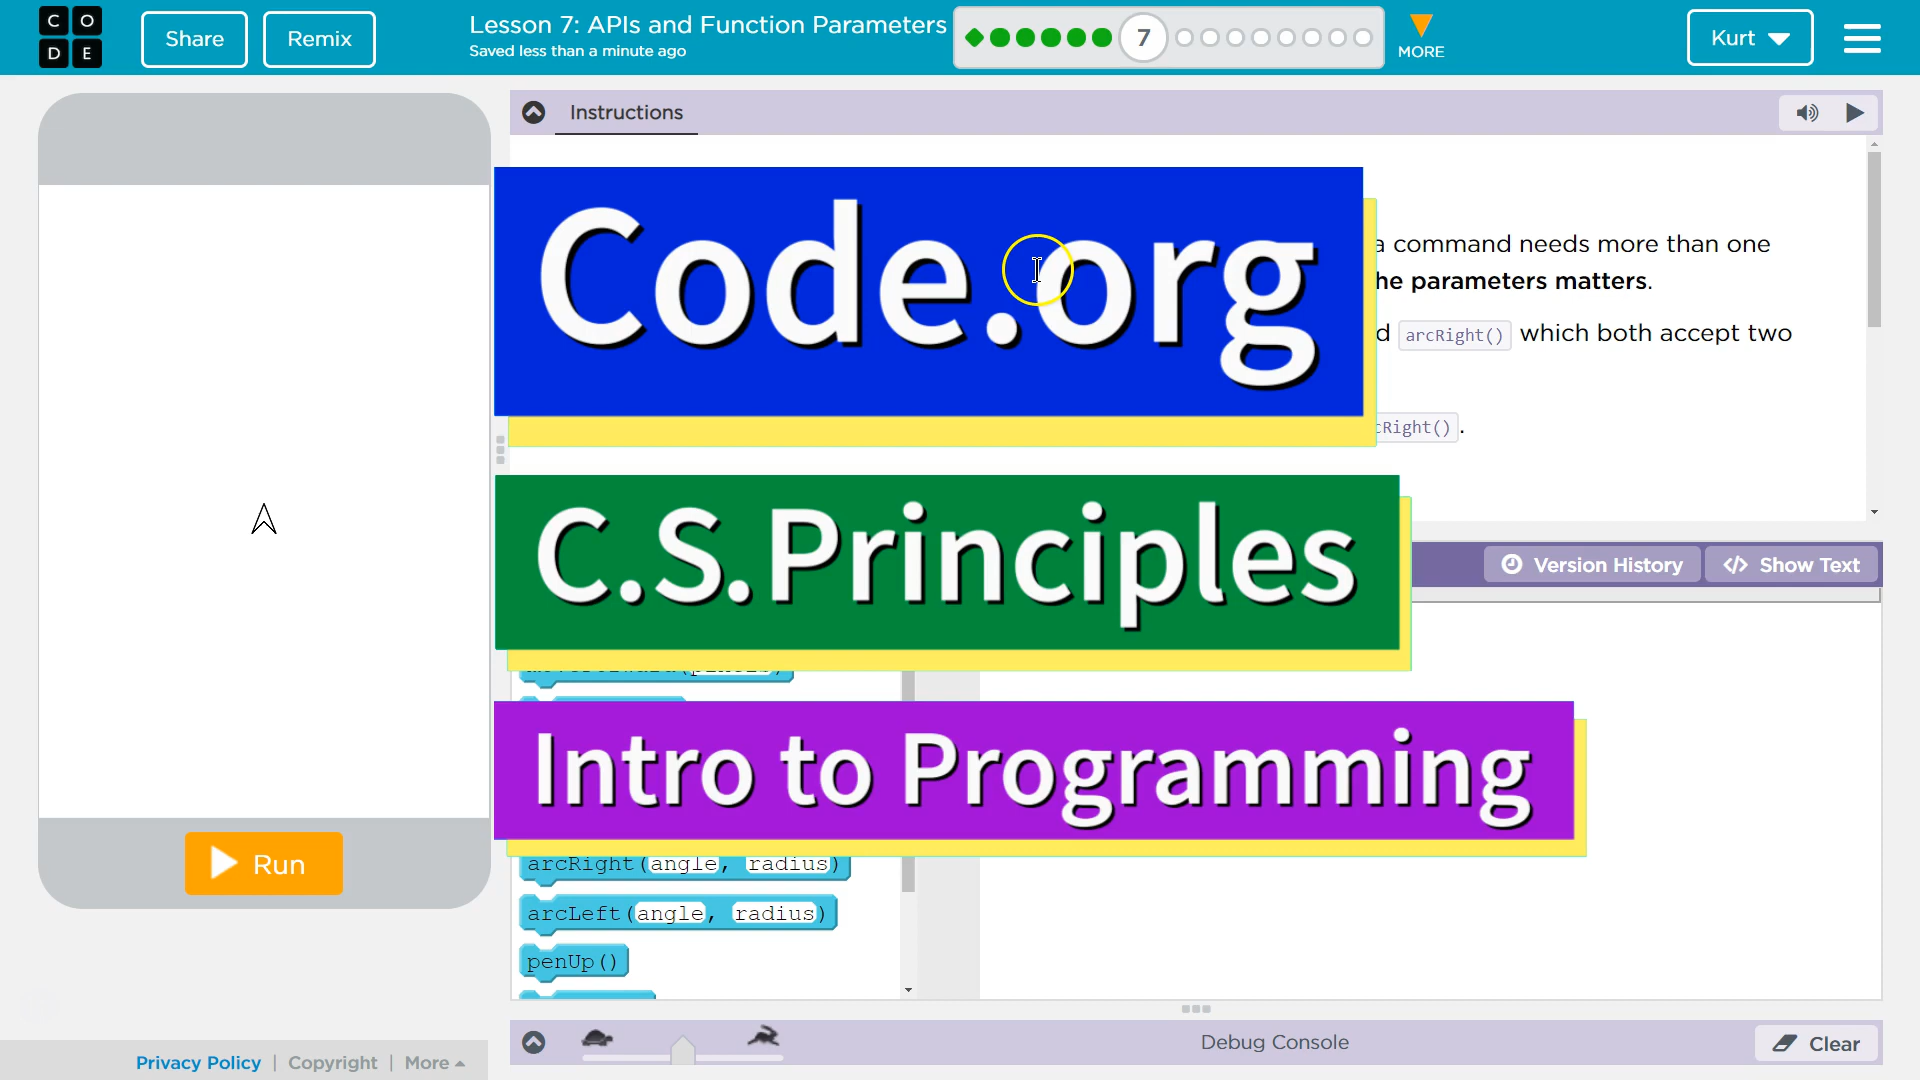 CODE
Share
Remix
Lesson 7: APIs and Function Parameters
Saved less than a minute ago
7
MORE
Kurt
Instructions
Code.org
a command needs more than one
he parameters matters.
d arcRight() which both accept two
cRight().
C.S.Principles
Version History
</> Show Text
Intro to Programming
arcRight(angle, radius)
arcLeft(angle, radius)
penUp()
Run
Debug Console
Clear
Privacy Policy | Copyright | More